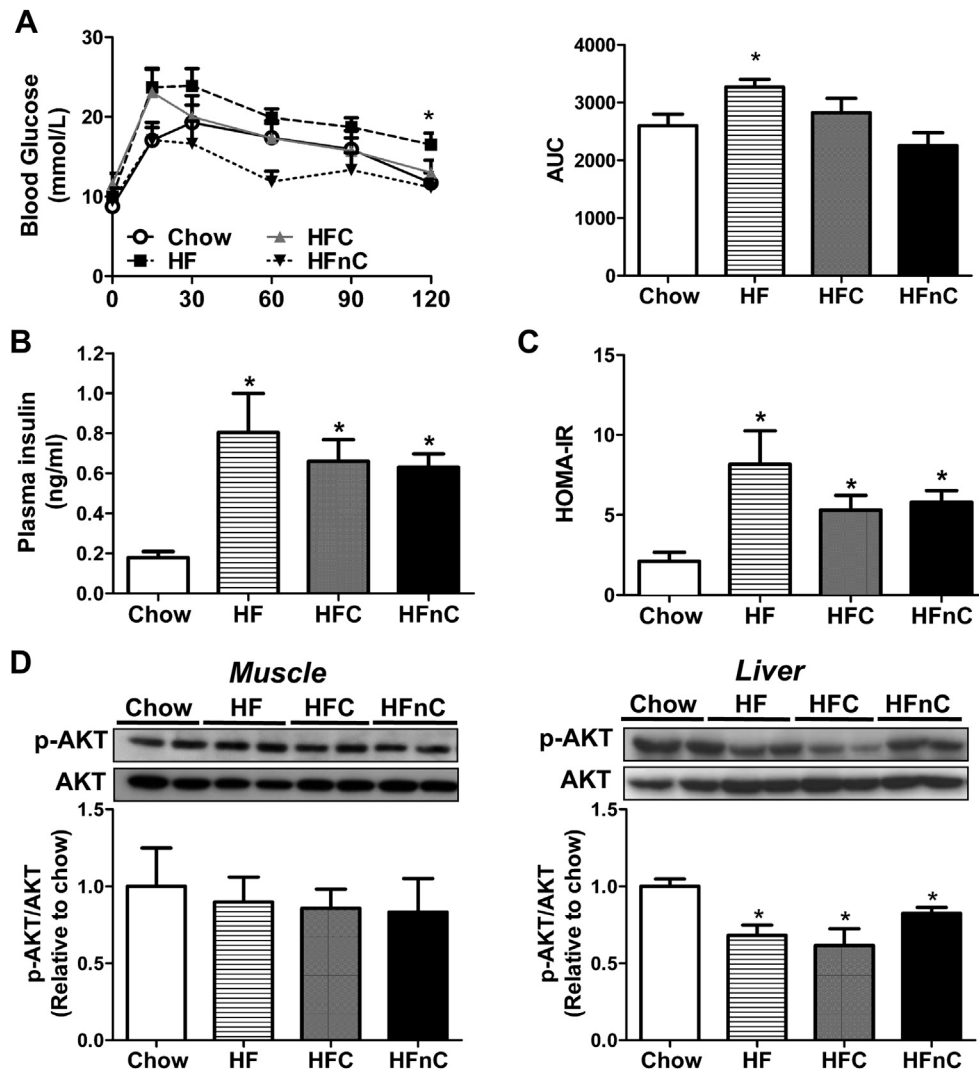 A
Blood Glucose
(mmol/L)
30
20
10
0
*
Chow
HFC
HF
HFnC
0 30 60 90 120
AUC
4000
3000
2000
1000
0
*
Chow HF HFC HFnC
B
Plasma insulin
(ng/ml)
1.2
1.0
0.8
0.6
0.4
0.2
0.0
* * *
Chow HF HFC HFnC
C
HOMA-IR
15
10
5
0
* * *
Chow HF HFC HFnC
D
Muscle
Chow HF HFC HFnC
p-AKT
AKT
p-AKT/AKT
(Relative to chow)
1.5
1.0
0.5
0.0
Chow HF HFC HFnC
Liver
Chow HF HFC HFnC
p-AKT
AKT
p-AKT/AKT
(Relative to chow)
1.5
1.0
0.5
0.0
* * *
Chow HF HFC HFnC